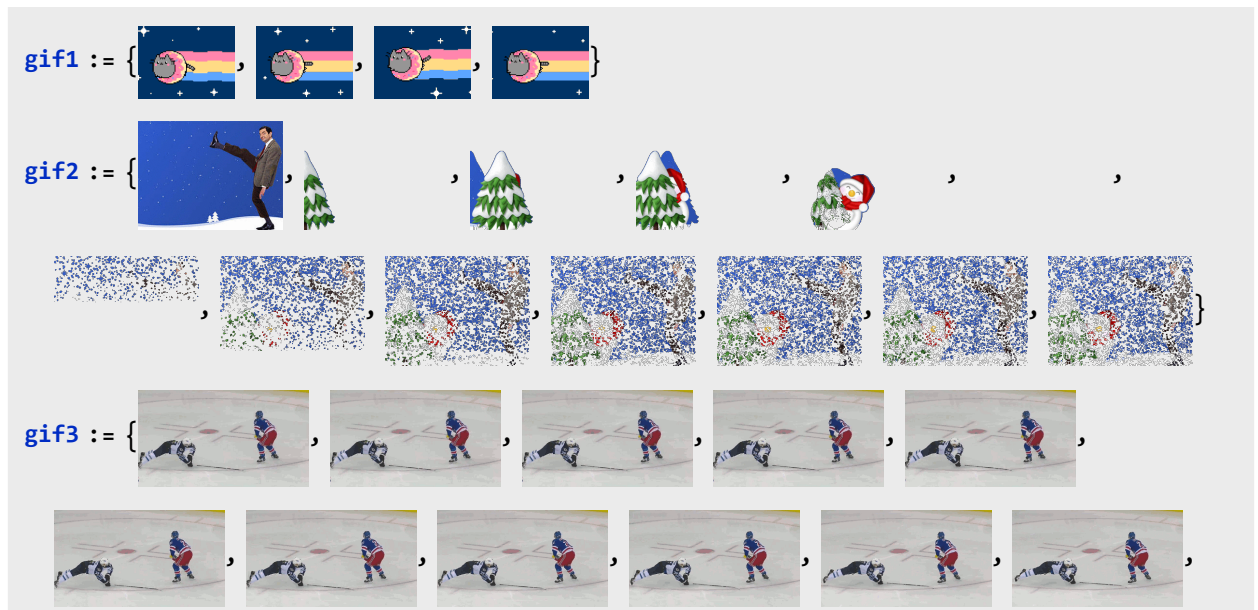 gif1 := { , , , }
gif2 := { , , , , , ,
, , , , , , }
gif3 := { , , , , ,
, , , , , ,